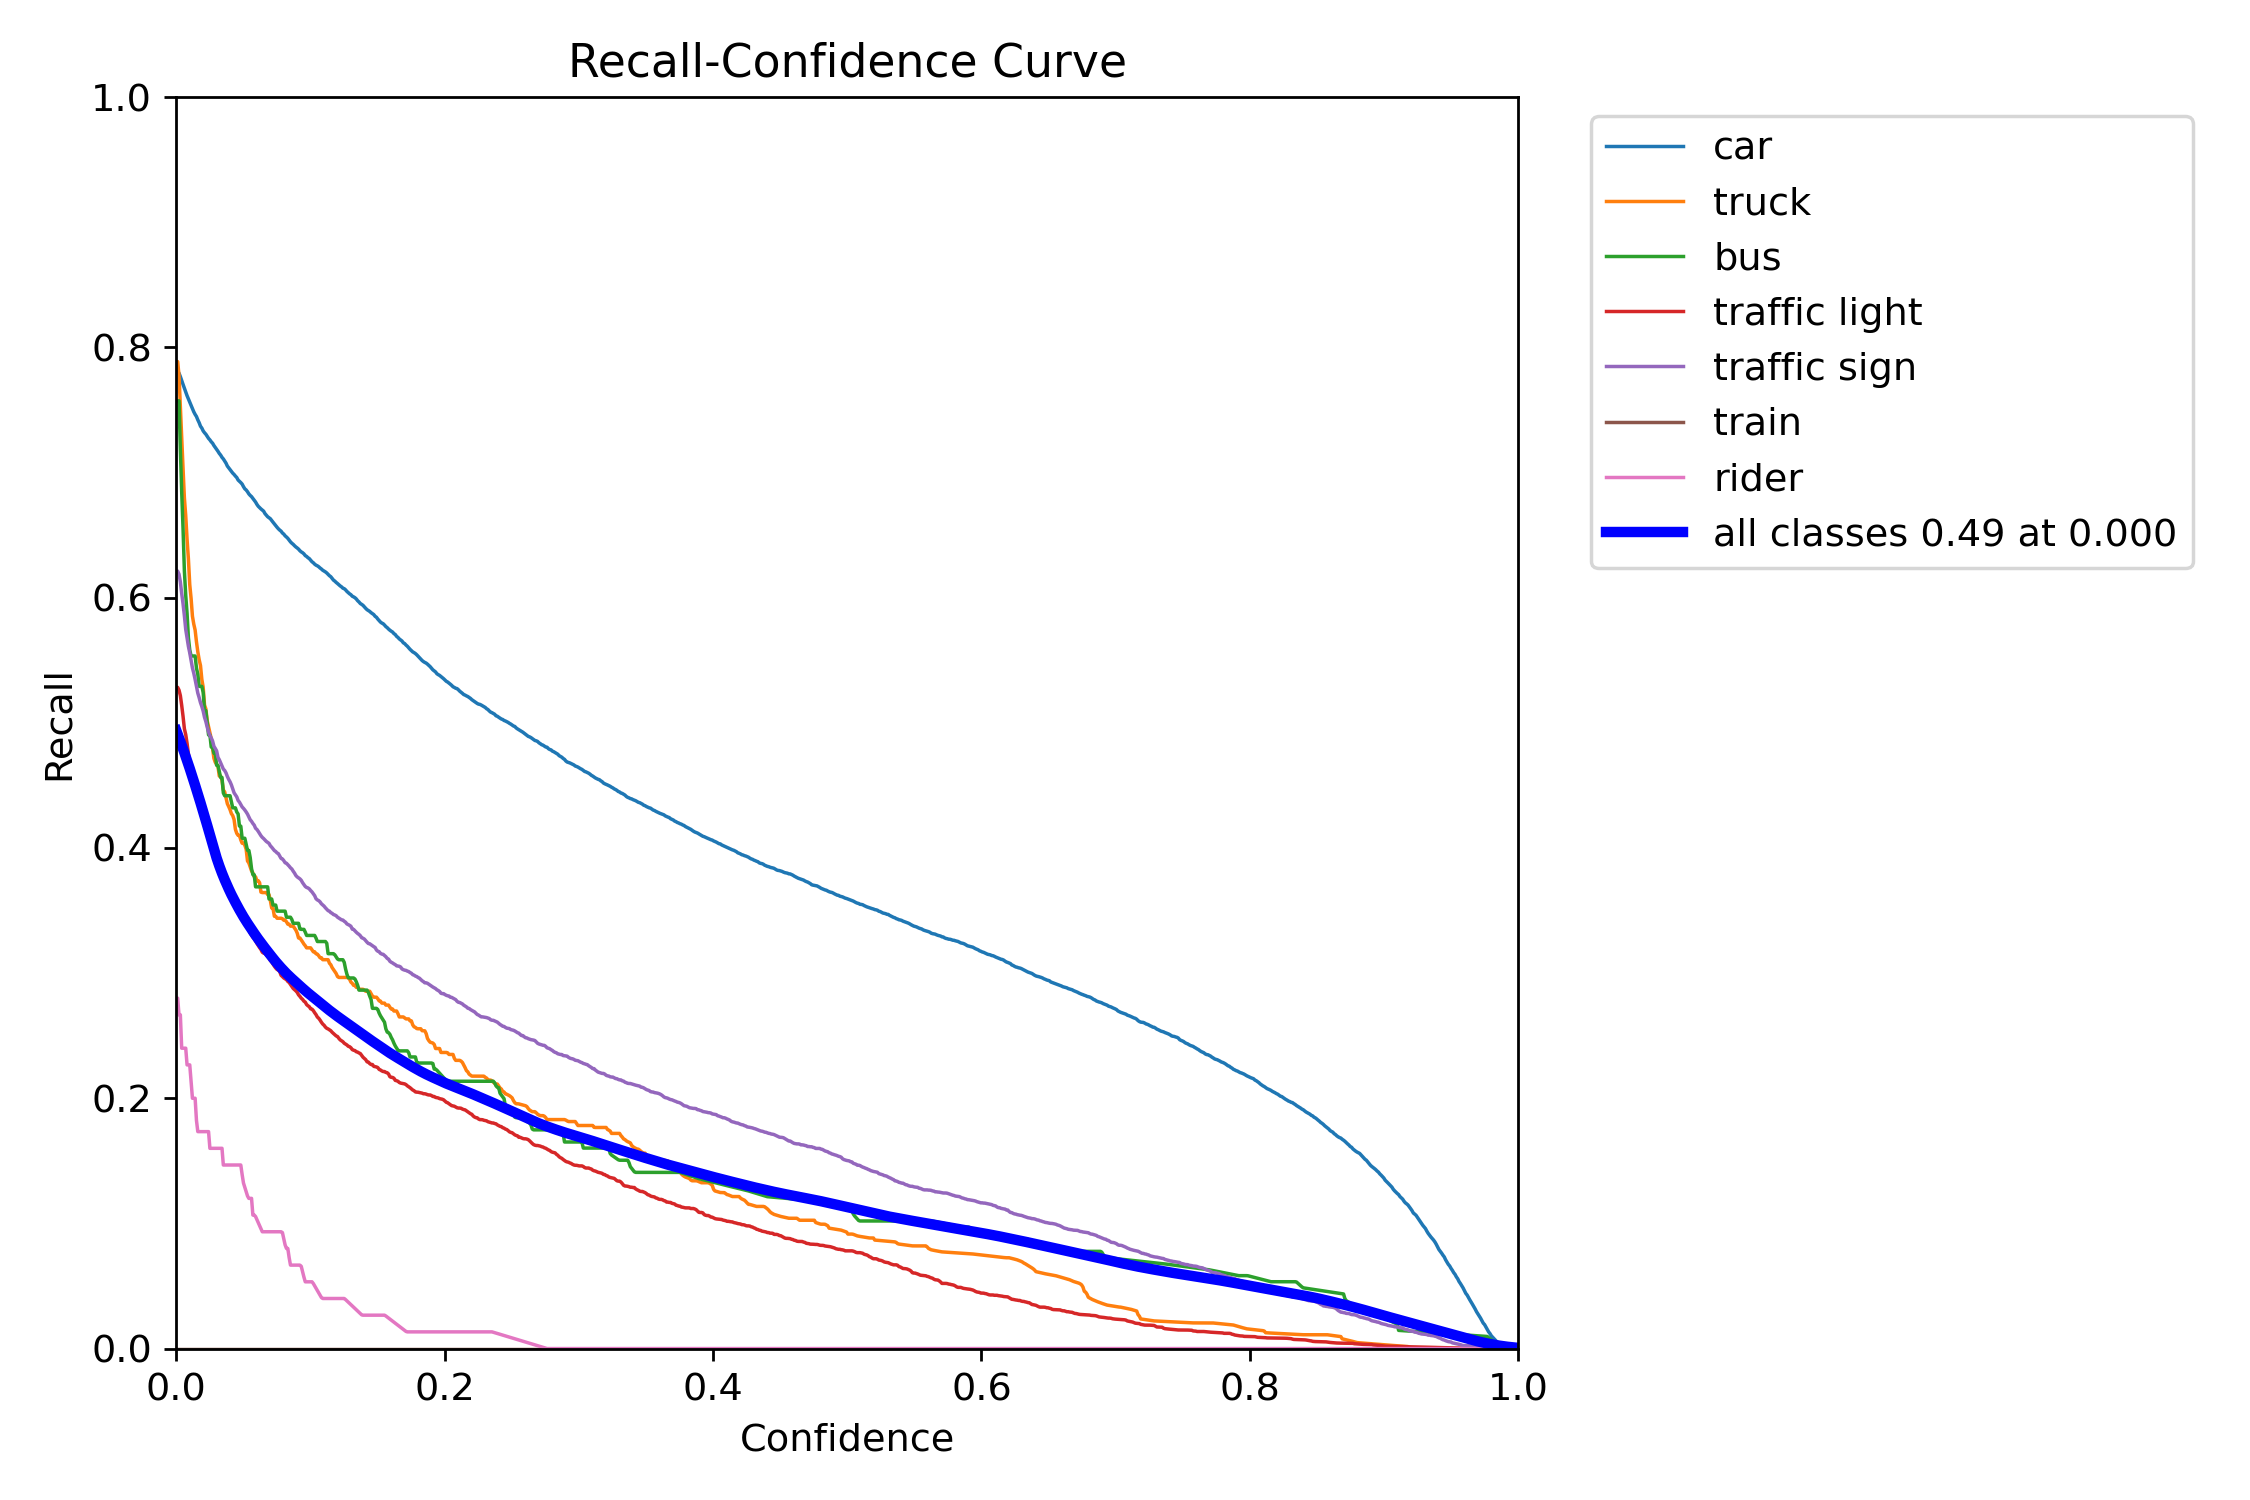 Recall-Confidence Curve
1.0
0.8
0.6
0.4
0.2
0.0
Recall
0.0 0.2 0.4 0.6 0.8 1.0
Confidence
car
truck
bus
traffic light
traffic sign
train
rider
all classes 0.49 at 0.000